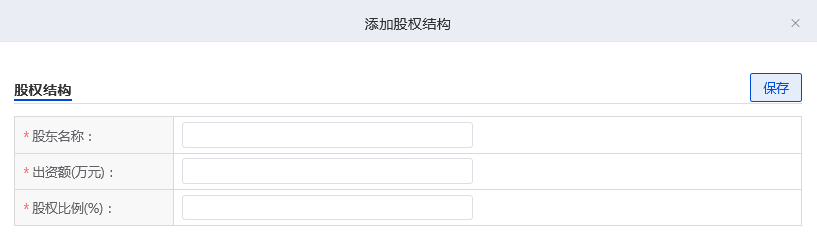 添加股权结构
股权结构
保存
* 股东名称：
* 出资额(万元)：
* 股权比例(%)：